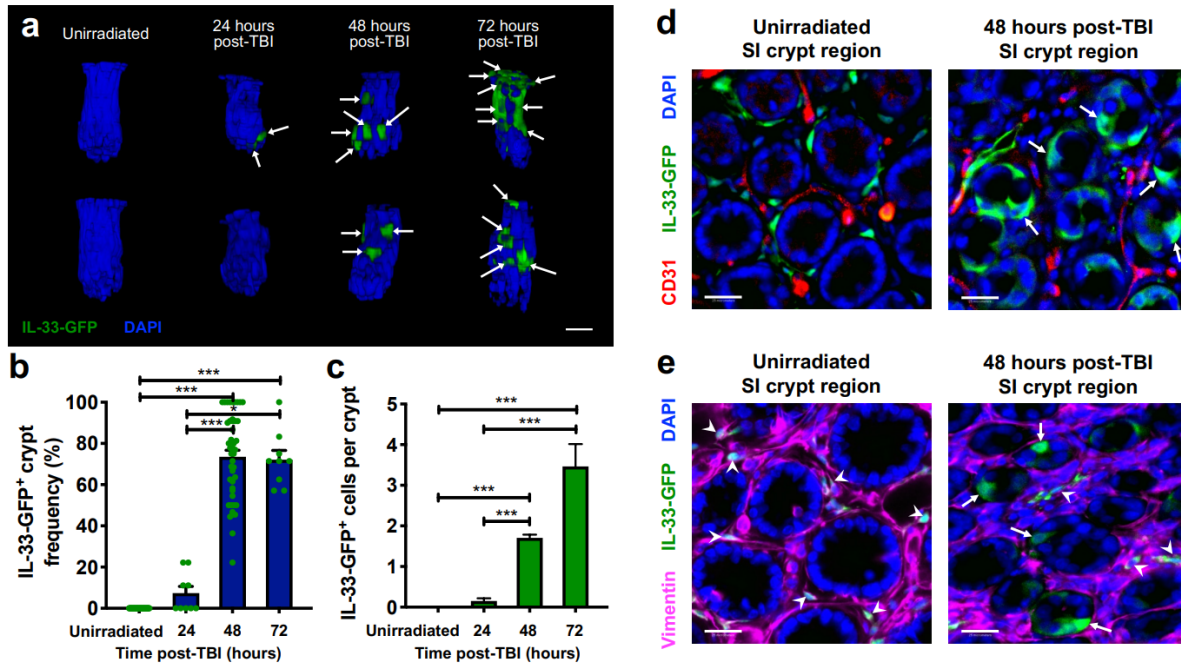 a
Unirradiated
24 hours
post-TBI
48 hours
post-TBI
72 hours
post-TBI
IL-33-GFP DAPI
b
IL-33-GFP+ crypt
frequency (%)
100
80
60
40
20
0
***
***
*
***
Unirradiated 24 48 72
Time post-TBI (hours)
c
IL-33-GFP+ cells per crypt
5
4
3
2
1
0
***
***
***
***
Unirradiated 24 48 72
Time post-TBI (hours)
d
Unirradiated
SI crypt region
48 hours post-TBI
SI crypt region
CD31 IL-33-GFP DAPI
e
Unirradiated
SI crypt region
48 hours post-TBI
SI crypt region
Vimentin IL-33-GFP DAPI